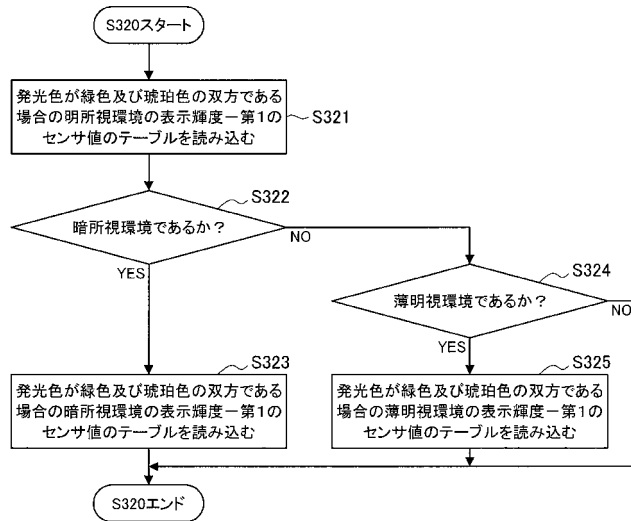 S320スタート
発光色が緑色及び琥珀色の双方である
場合の明所視環境の表示輝度－第1の
センサ値のテーブルを読み込む
S321
S322
暗所視環境であるか？
NO
YES
S324
薄明視環境であるか？
NO
YES
S323
発光色が緑色及び琥珀色の双方である
場合の暗所視環境の表示輝度－第1の
センサ値のテーブルを読み込む
S325
発光色が緑色及び琥珀色の双方である
場合の薄明視環境の表示輝度－第1の
センサ値のテーブルを読み込む
S320エンド